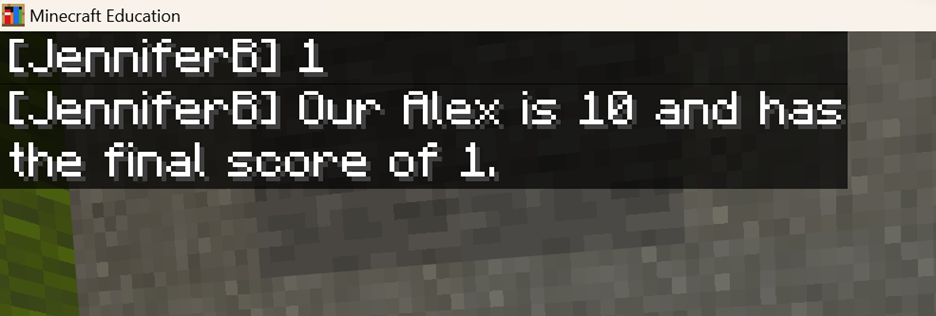 Minecraft Education
[JenniferB] 1
[JenniferB] Our Alex is 10 and has
the final score of 1.